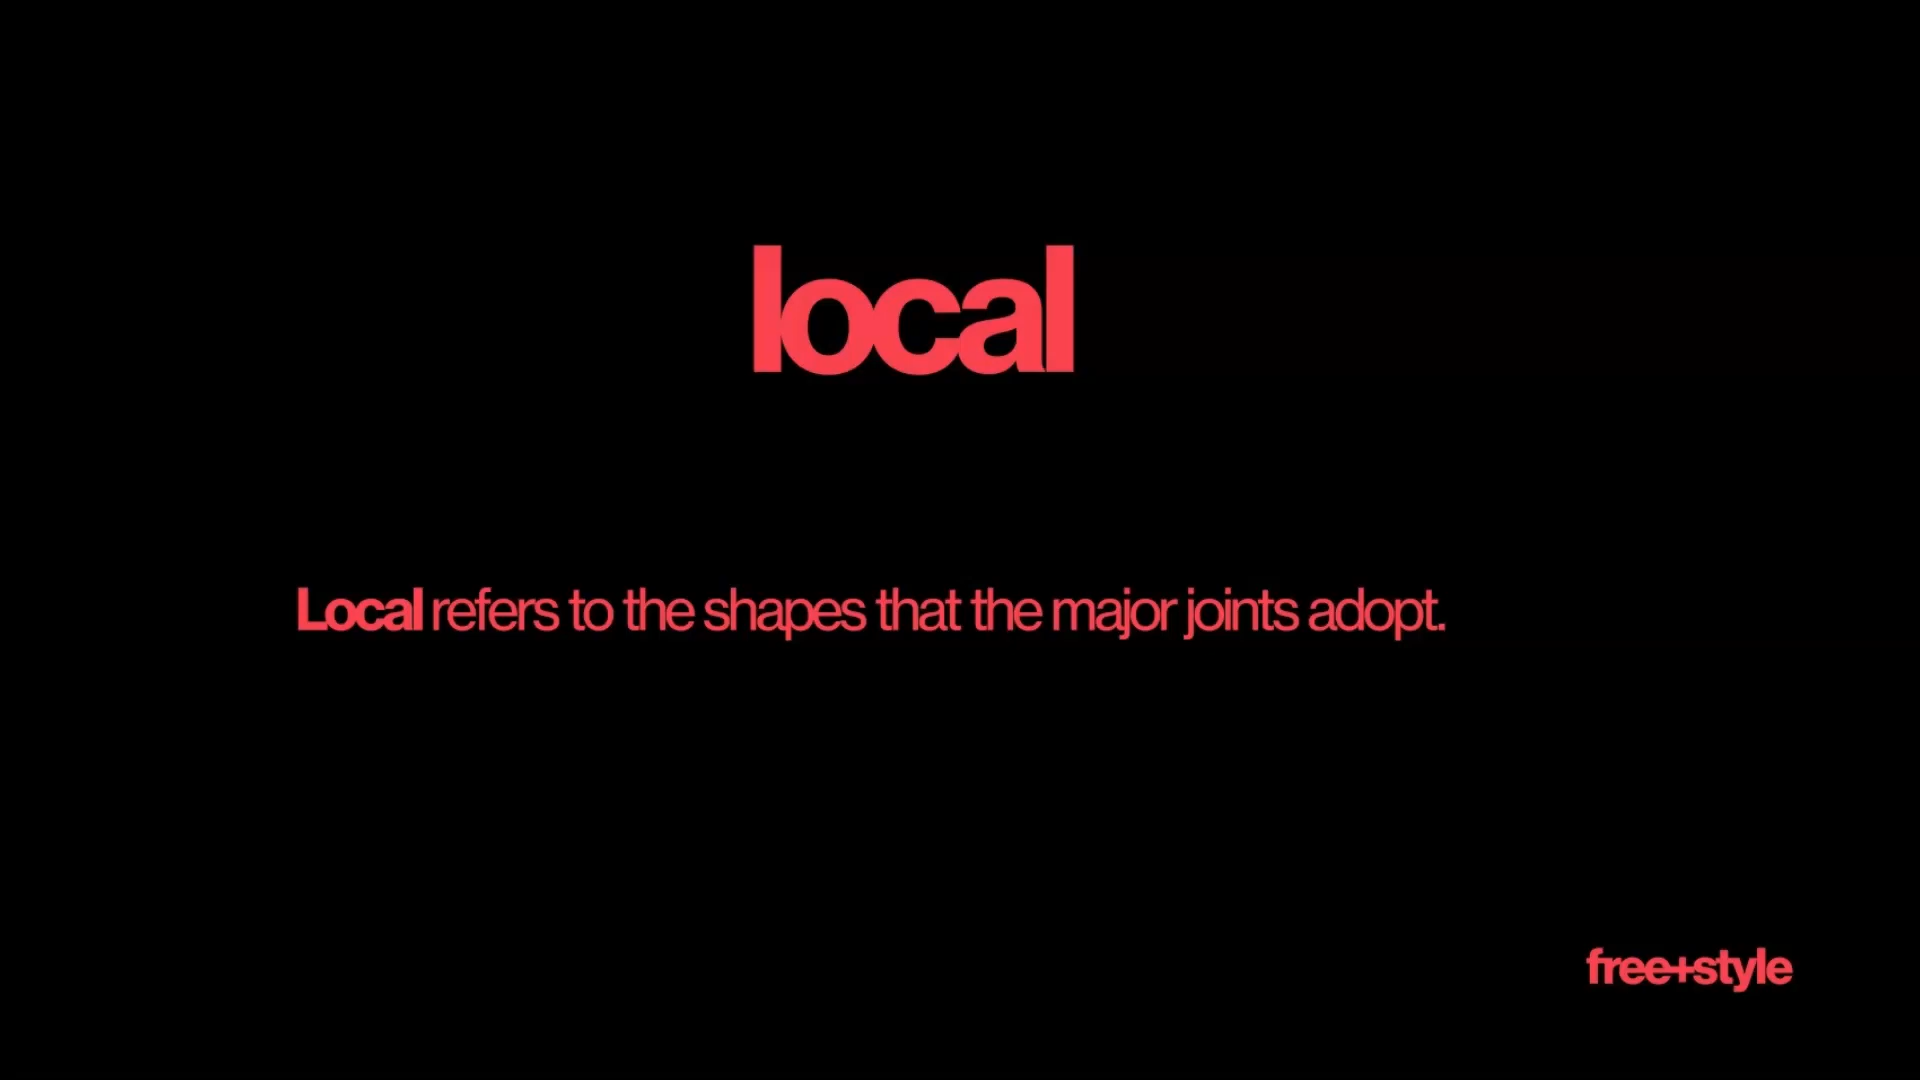 local
Local refers to the shapes that the major joints adopt.
free+style